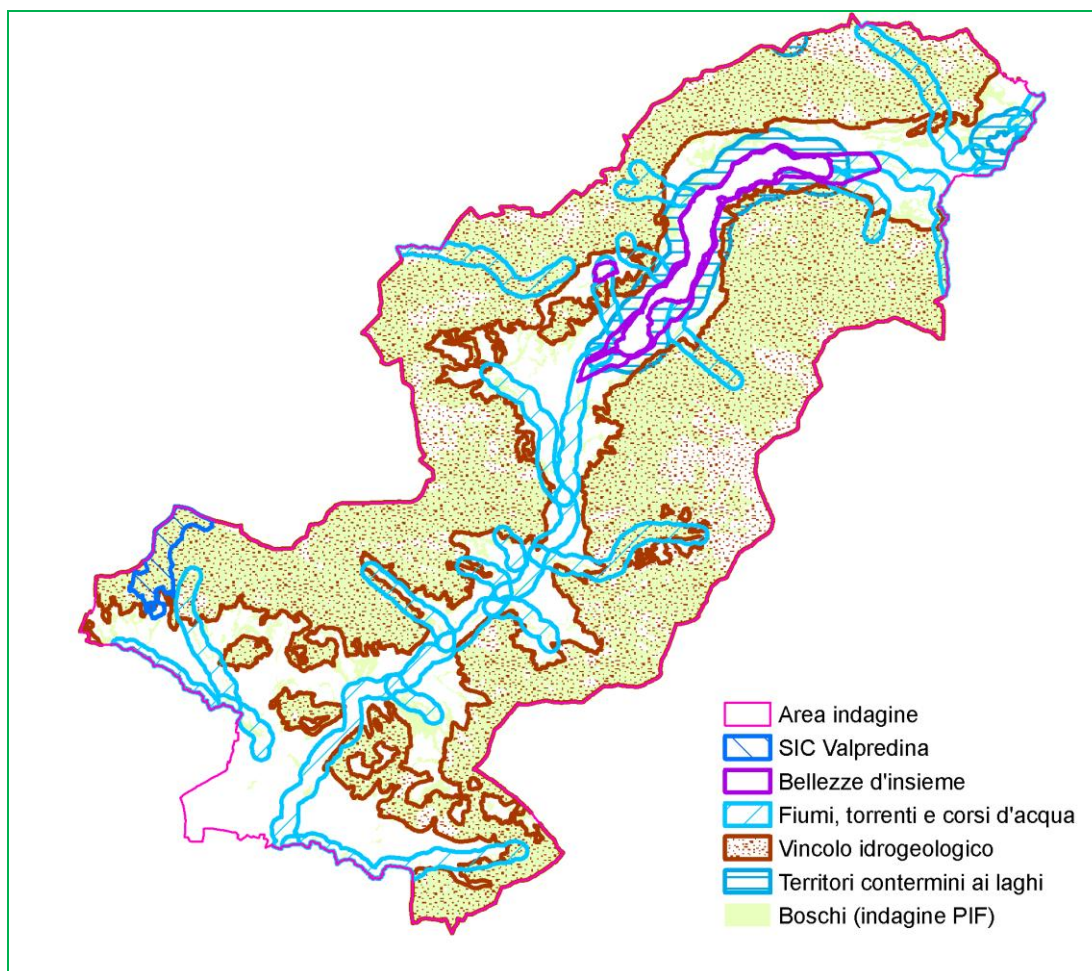 Area indagine
SIC Valpredina
Bellezze d'insieme
Fiumi, torrenti e corsi d'acqua
Vincolo idrogeologico
Territori contermini ai laghi
Boschi (indagine PIF)